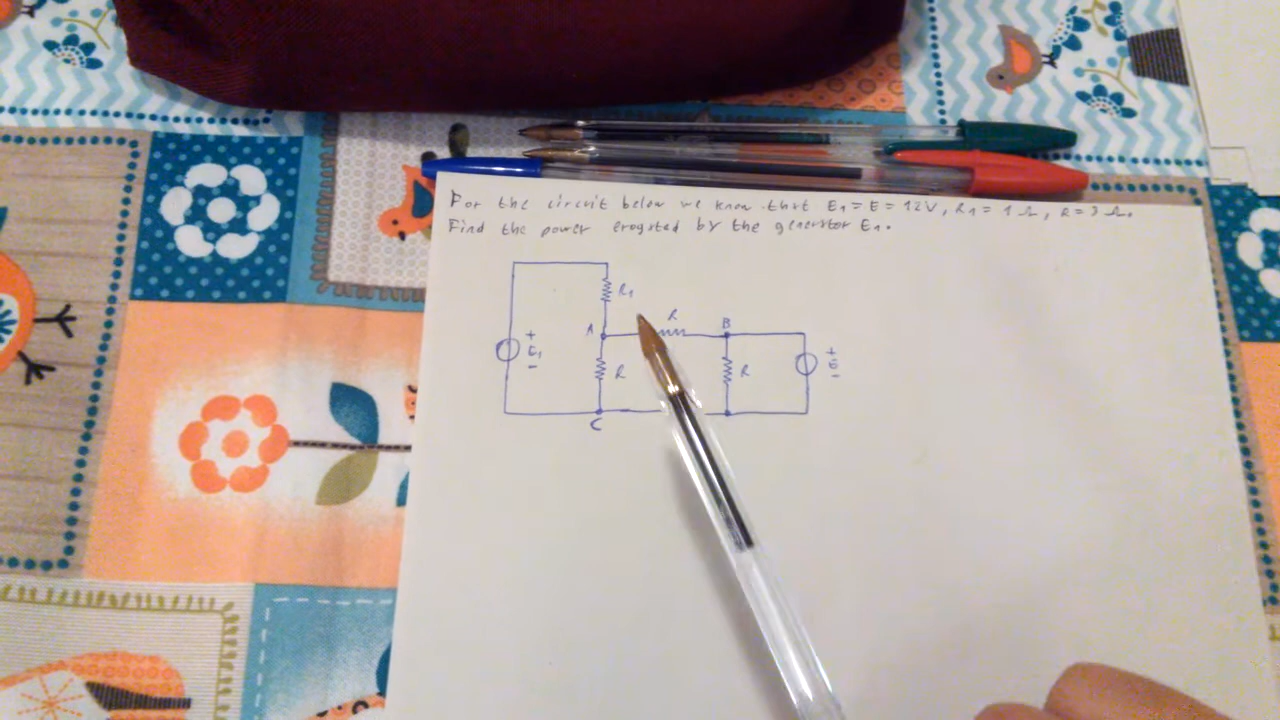 For the circuit below we know that E1 = E = 12V, R1 = 1 Ω, R = 3 Ω.
Find the power erogated by the generator E1.
R1
R
A
B
+
E1
-
R
R
+
E
-
C